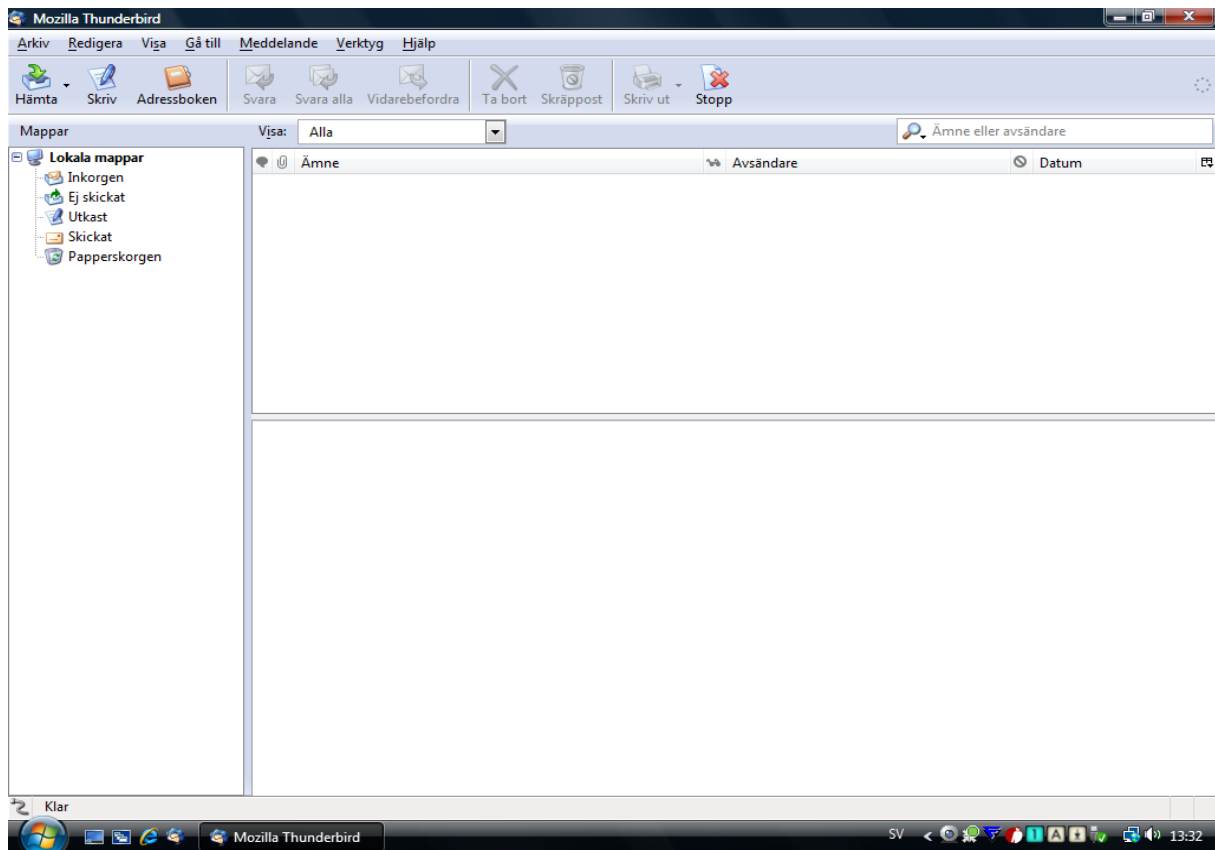 Mozilla Thunderbird
Arkiv Redigera Visa Gå till Meddelande Verktyg Hjälp
Hämta Skriv Adressboken Svara Svara alla Vidarebefordra Ta bort Skräppost Skriv ut Stopp
Mappar Visa: Alla Ämne eller avsändare
Lokala mappar
Inkorgen
Ej skickat
Utkast
Skickat
Papperskorgen
Ämne Avsändare Datum
Klar
Mozilla Thunderbird SV 1 A 13:32